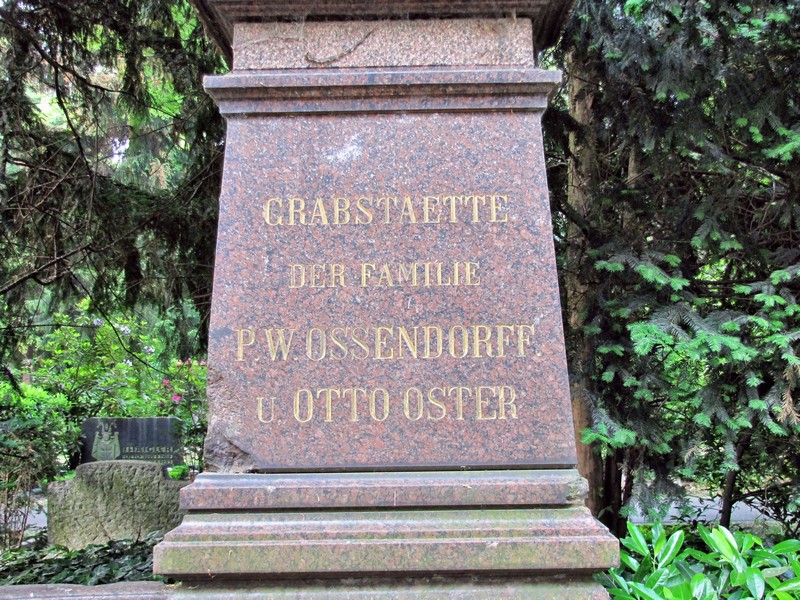 GRABSTAETTE
DER FAMILIE
P.W. OSSENDORFF.
U. OTTO OSTER